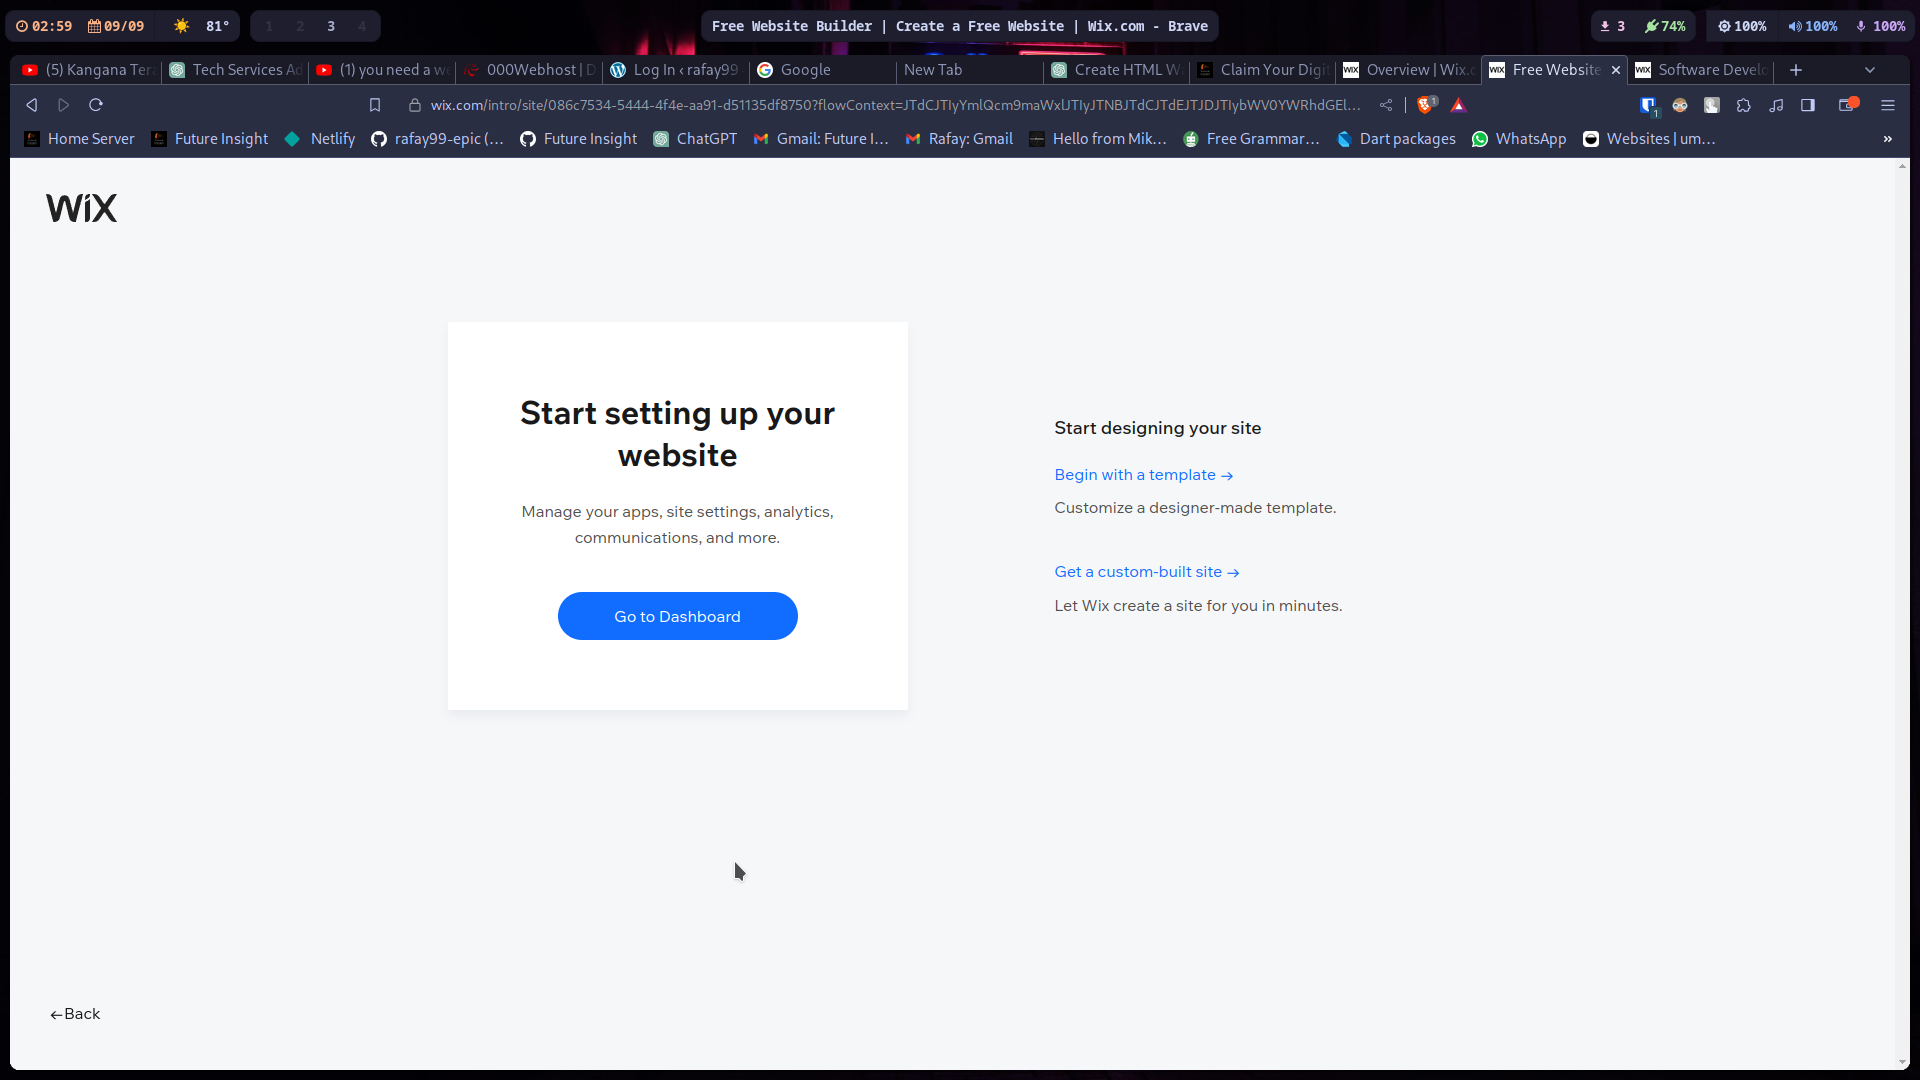 02:59 09/09 81° 1 2 3 4 Free Website Builder | Create a Free Website | Wix.com - Brave 3 74% 100% 100% 100%
(5) Kangana Ter (1) you need a w 000Webhost | D Log In ‹ rafay99 Google New Tab Create HTML W Claim Your Digi Overview | Wix.c Free Website Software Develo
wix.com/intro/site/086c7534-5444-4f4e-aa91-d51135df8750?flowContext=JTdCJTIyYmlQcm9maWxlJTIyJTNBJTdCJTdEJTJDJTIybWV0YWRhdGEl... 1 1
Home Server Future Insight Netlify rafay99-epic (... Future Insight ChatGPT Gmail: Future I... Rafay: Gmail Hello from Mik... Free Grammar... Dart packages WhatsApp Websites | um... »
WiX
Start setting up your
website
Manage your apps, site settings, analytics,
communications, and more.
Go to Dashboard
Start designing your site
Begin with a template →
Customize a designer-made template.
Get a custom-built site →
Let Wix create a site for you in minutes.
←Back